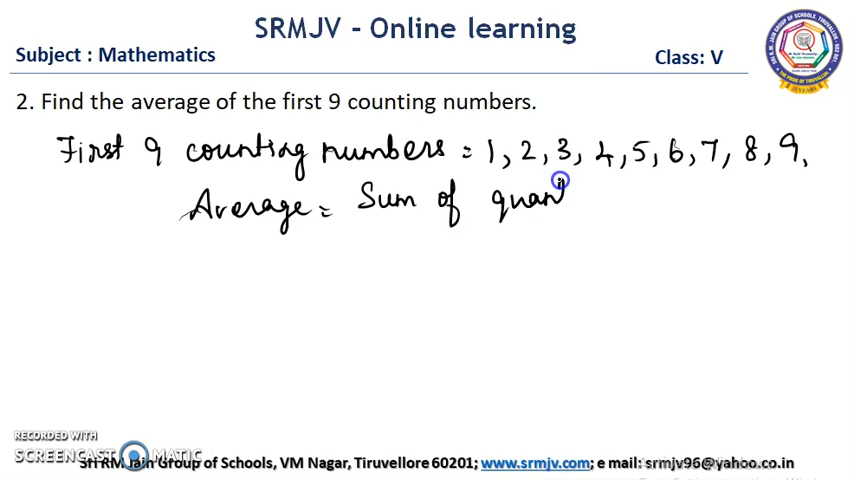 SRMJV – Online learning
Subject : Mathematics
Class: V
2. Find the average of the first 9 counting numbers.
First 9 counting numbers = 1, 2, 3, 4, 5, 6, 7, 8, 9,
Average = Sum of quan
RECORDED WITH
SCREENCAST MATIC
Sri RM Jain Group of Schools, VM Nagar, Tiruvellore 60201; www.srmjv.com; e mail: srmjv96@yahoo.co.in